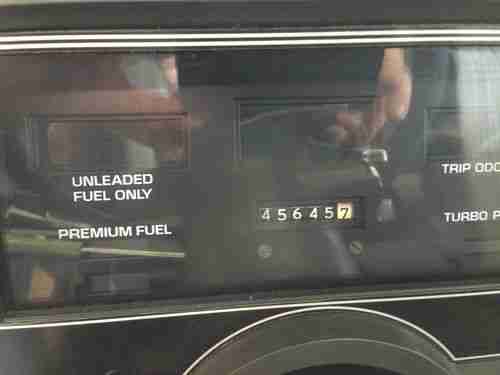 UNLEADED
FUEL ONLY
PREMIUM FUEL
456457
TRIP ODO
TURBO P